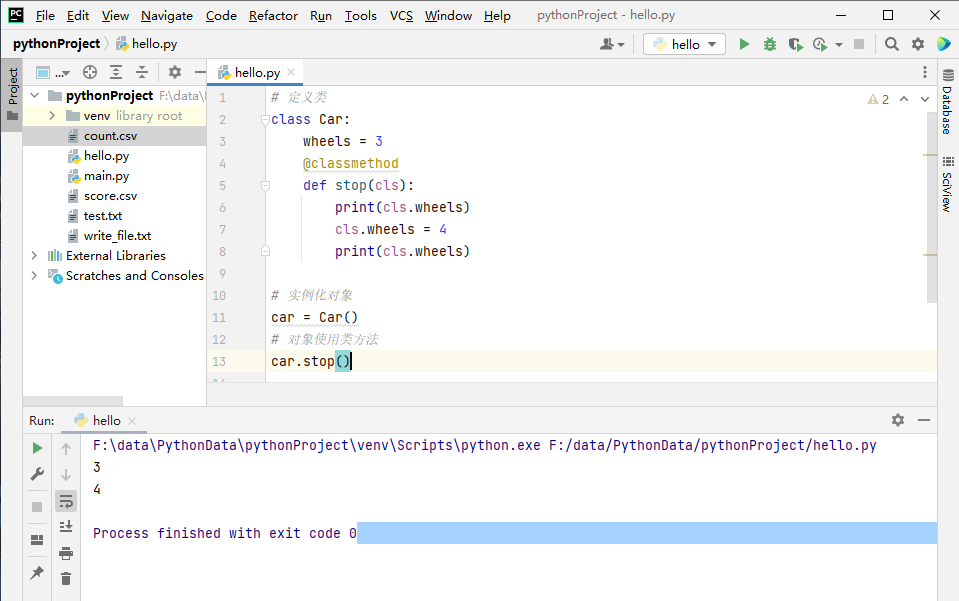 PC File Edit View Navigate Code Refactor Run Tools VCS Window Help pythonProject - hello.py
pythonProject hello.py hello
Project
... hello.py
pythonProject F:\data\
venv library root
count.csv
hello.py
main.py
score.csv
test.txt
write_file.txt
External Libraries
Scratches and Consoles
1 # 定义类
2 class Car:
3 wheels = 3
4 @classmethod
5 def stop(cls):
6 print(cls.wheels)
7 cls.wheels = 4
8 print(cls.wheels)
9
10 # 实例化对象
11 car = Car()
12 # 对象使用类方法
13 car.stop()
2
Database
SciView
Run: hello
F:\data\PythonData\pythonProject\venv\Scripts\python.exe F:/data/PythonData/pythonProject/hello.py
3
4
Process finished with exit code 0